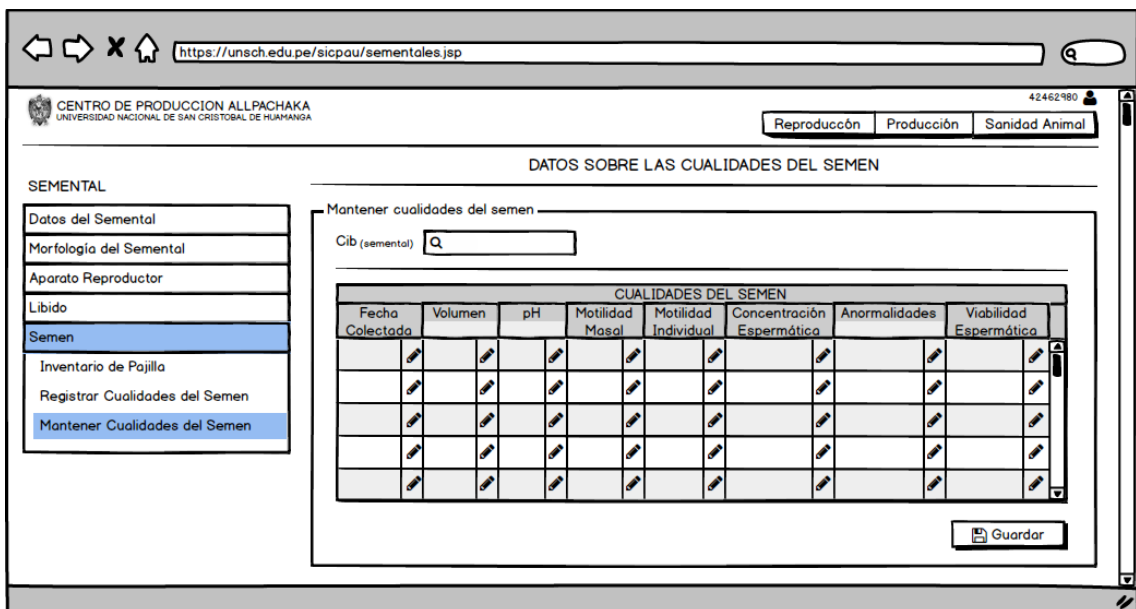 https://unsch.edu.pe/sicpau/sementales.jsp
42462980
CENTRO DE PRODUCCION ALLPACHAKA
UNIVERSIDAD NACIONAL DE SAN CRISTOBAL DE HUAMANGA
Reproduccón Producción Sanidad Animal
DATOS SOBRE LAS CUALIDADES DEL SEMEN
SEMENTAL
Datos del Semental
Morfología del Semental
Aparato Reproductor
Libido
Semen
Inventario de Pajilla
Registrar Cualidades del Semen
Mantener Cualidades del Semen
Mantener cualidades del semen
Cib (semental)
CUALIDADES DEL SEMEN
Fecha Volumen pH Motilidad Motilidad Concentración Anormalidades Viabilidad
Colectada Masal Individual Espermática Espermática
Guardar